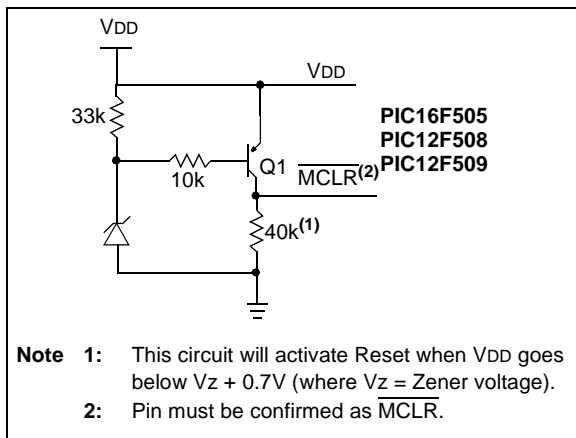 VDD
VDD
33k
PIC16F505
PIC12F508
PIC12F509
Q1
MCLR(2)
10k
40k(1)
Note 1: This circuit will activate Reset when VDD goes
below Vz + 0.7V (where Vz = Zener voltage).
2: Pin must be confirmed as MCLR.